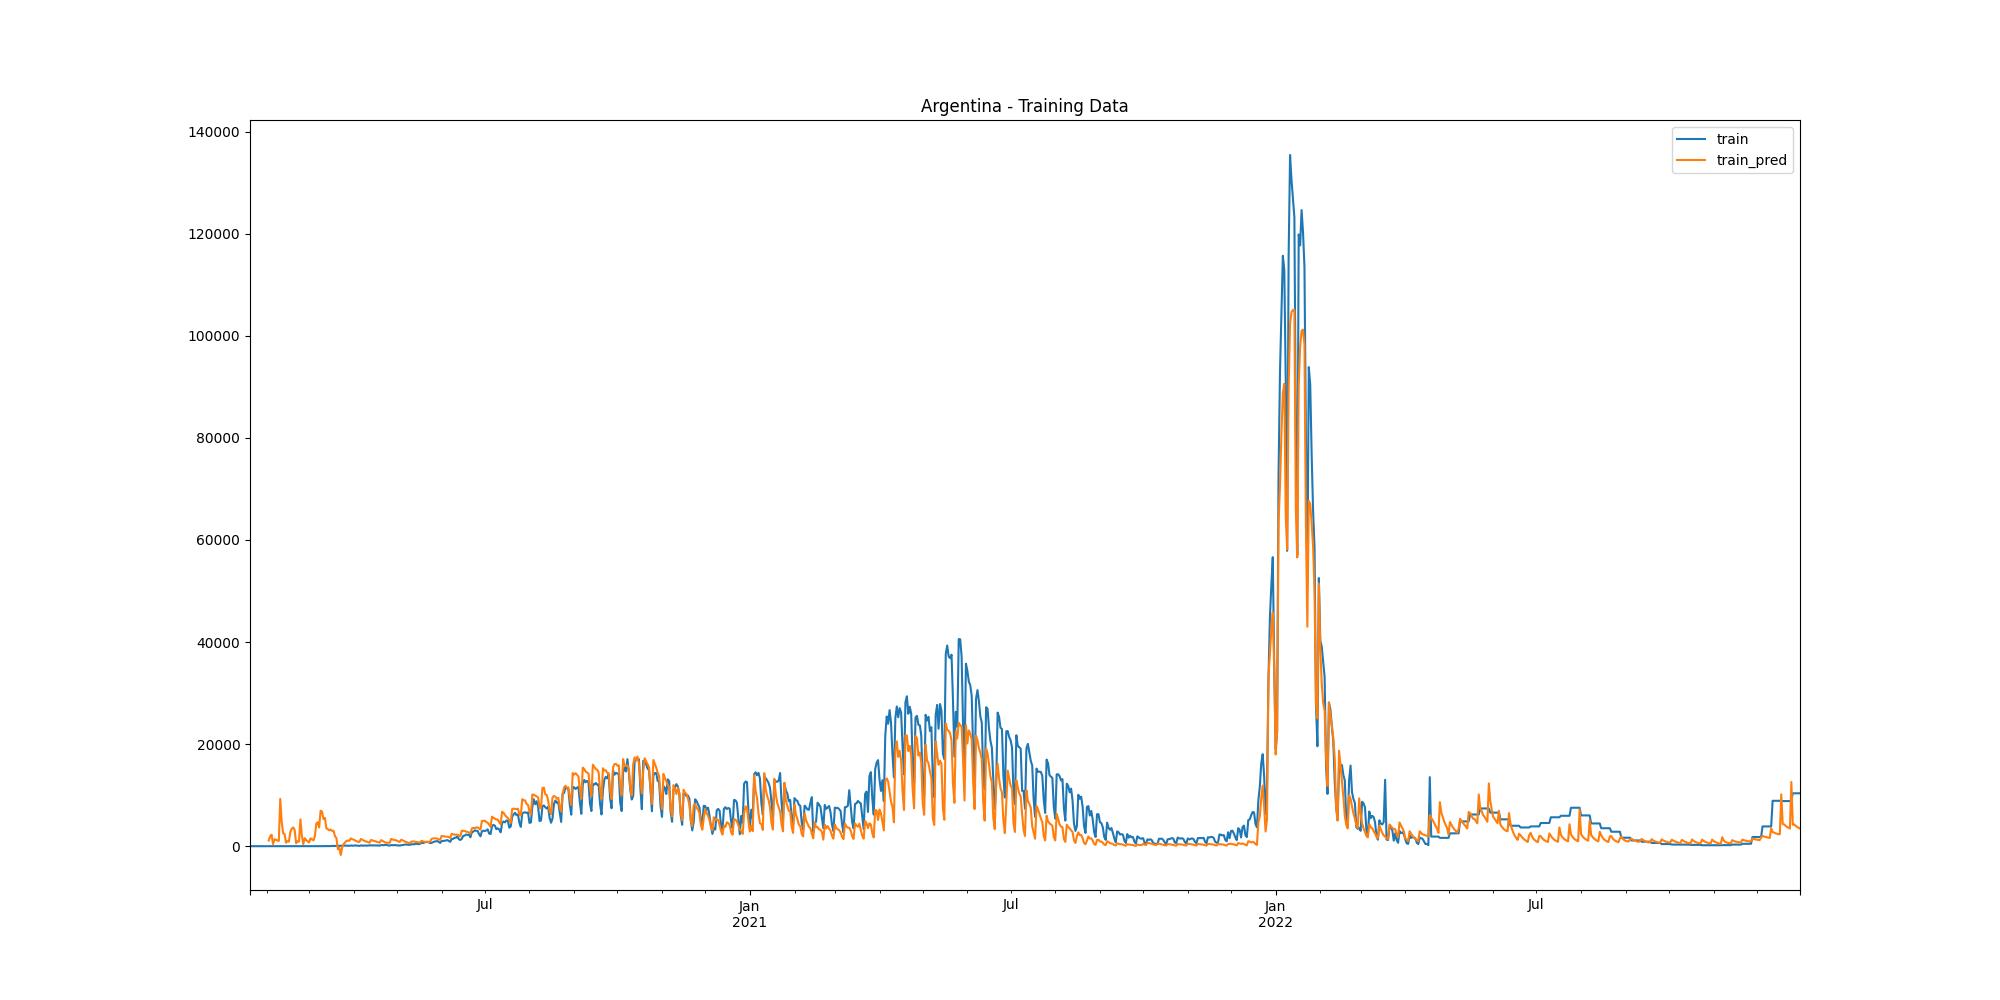 Argentina - Training Data
train
train_pred
140000
120000
100000
80000
60000
40000
20000
0
Jul
Jan
2021
Jul
Jan
2022
Jul